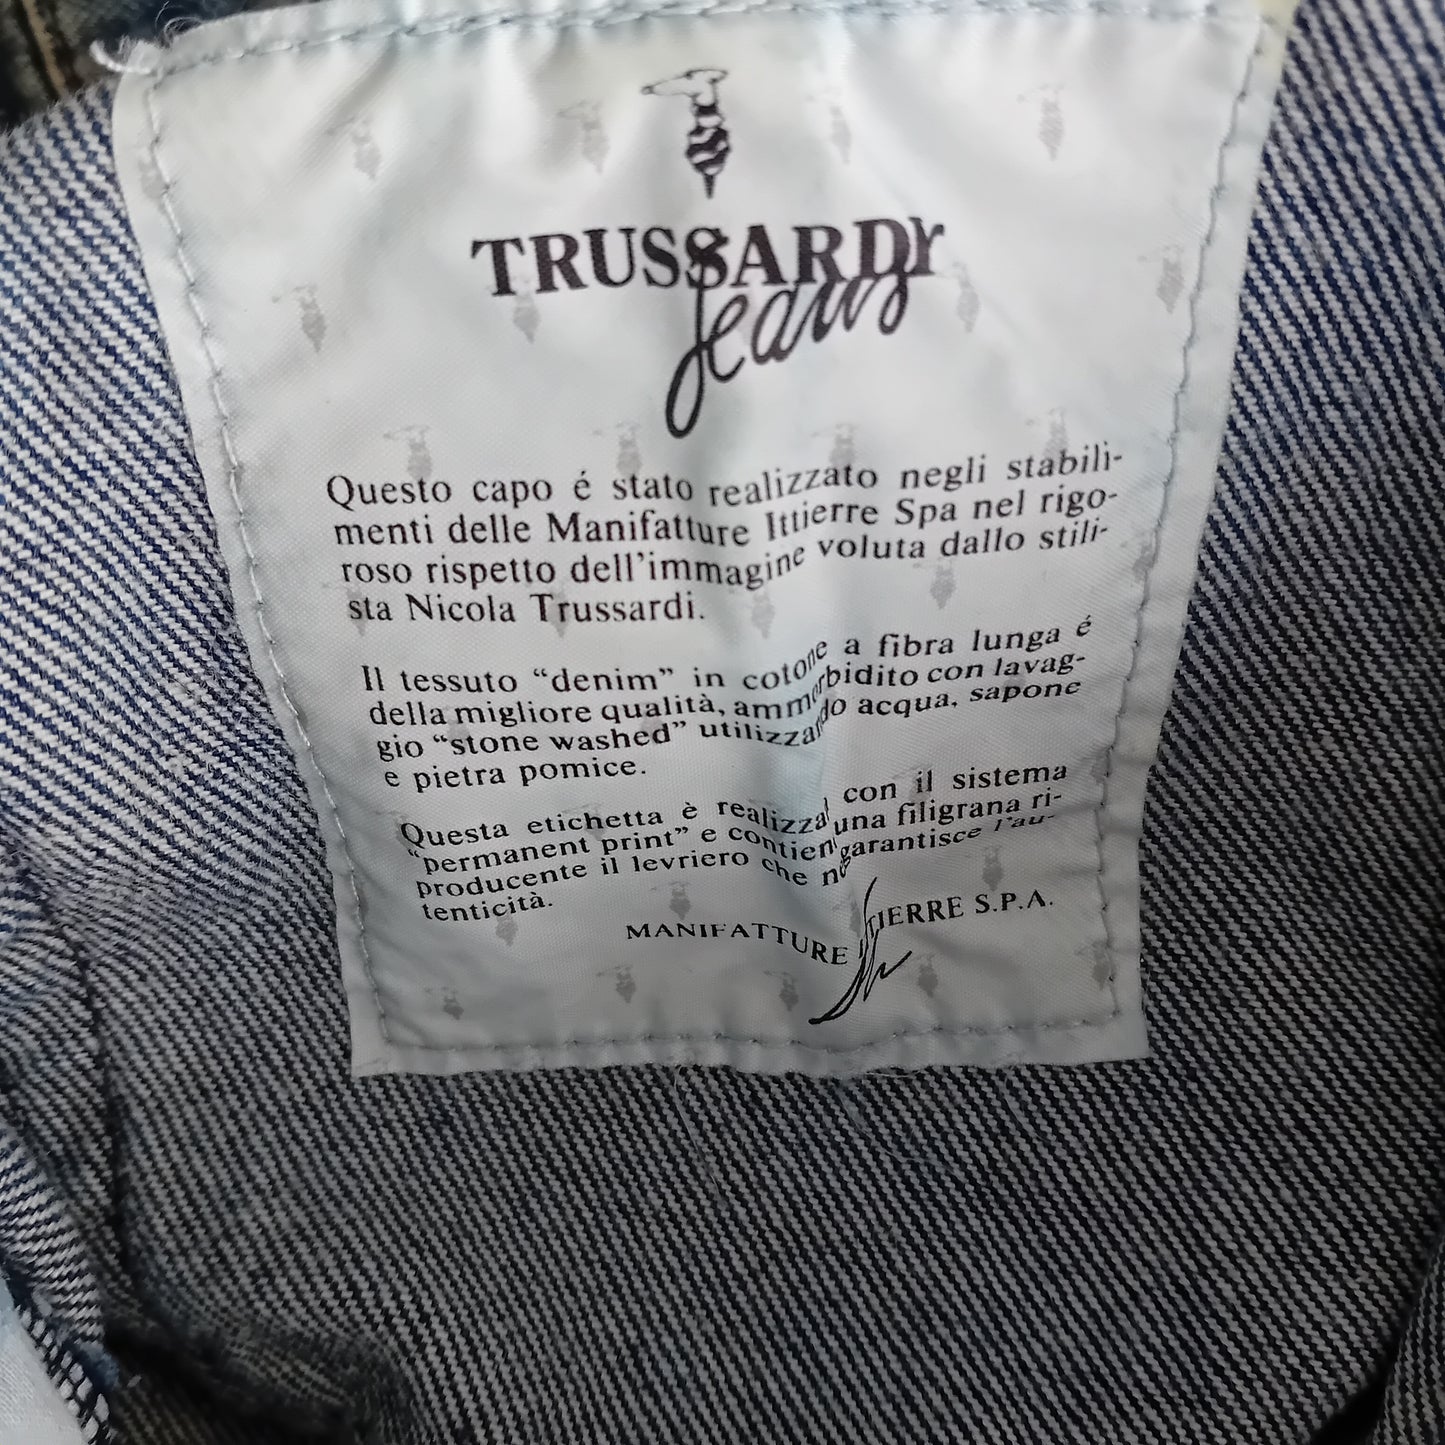 TRUSSARDI
Jeans
Questo capo é stato realizzato negli stabili-
menti delle Manifatture Ittierre Spa nel rigo-
roso rispetto dell'immagine voluta dallo stili-
sta Nicola Trussardi.
Il tessuto “denim” in cotone a fibra lunga é
della migliore qualità, ammorbidito con lavag-
gio “stone washed” utilizzando acqua, sapone
e pietra pomice.
Questa etichetta è con il sistema
“permanent print” e una filigrana ri-
producente il levriero che garantisce l'au-
tenticità.
MANIFATTURE ITTIERRE S.P.A.